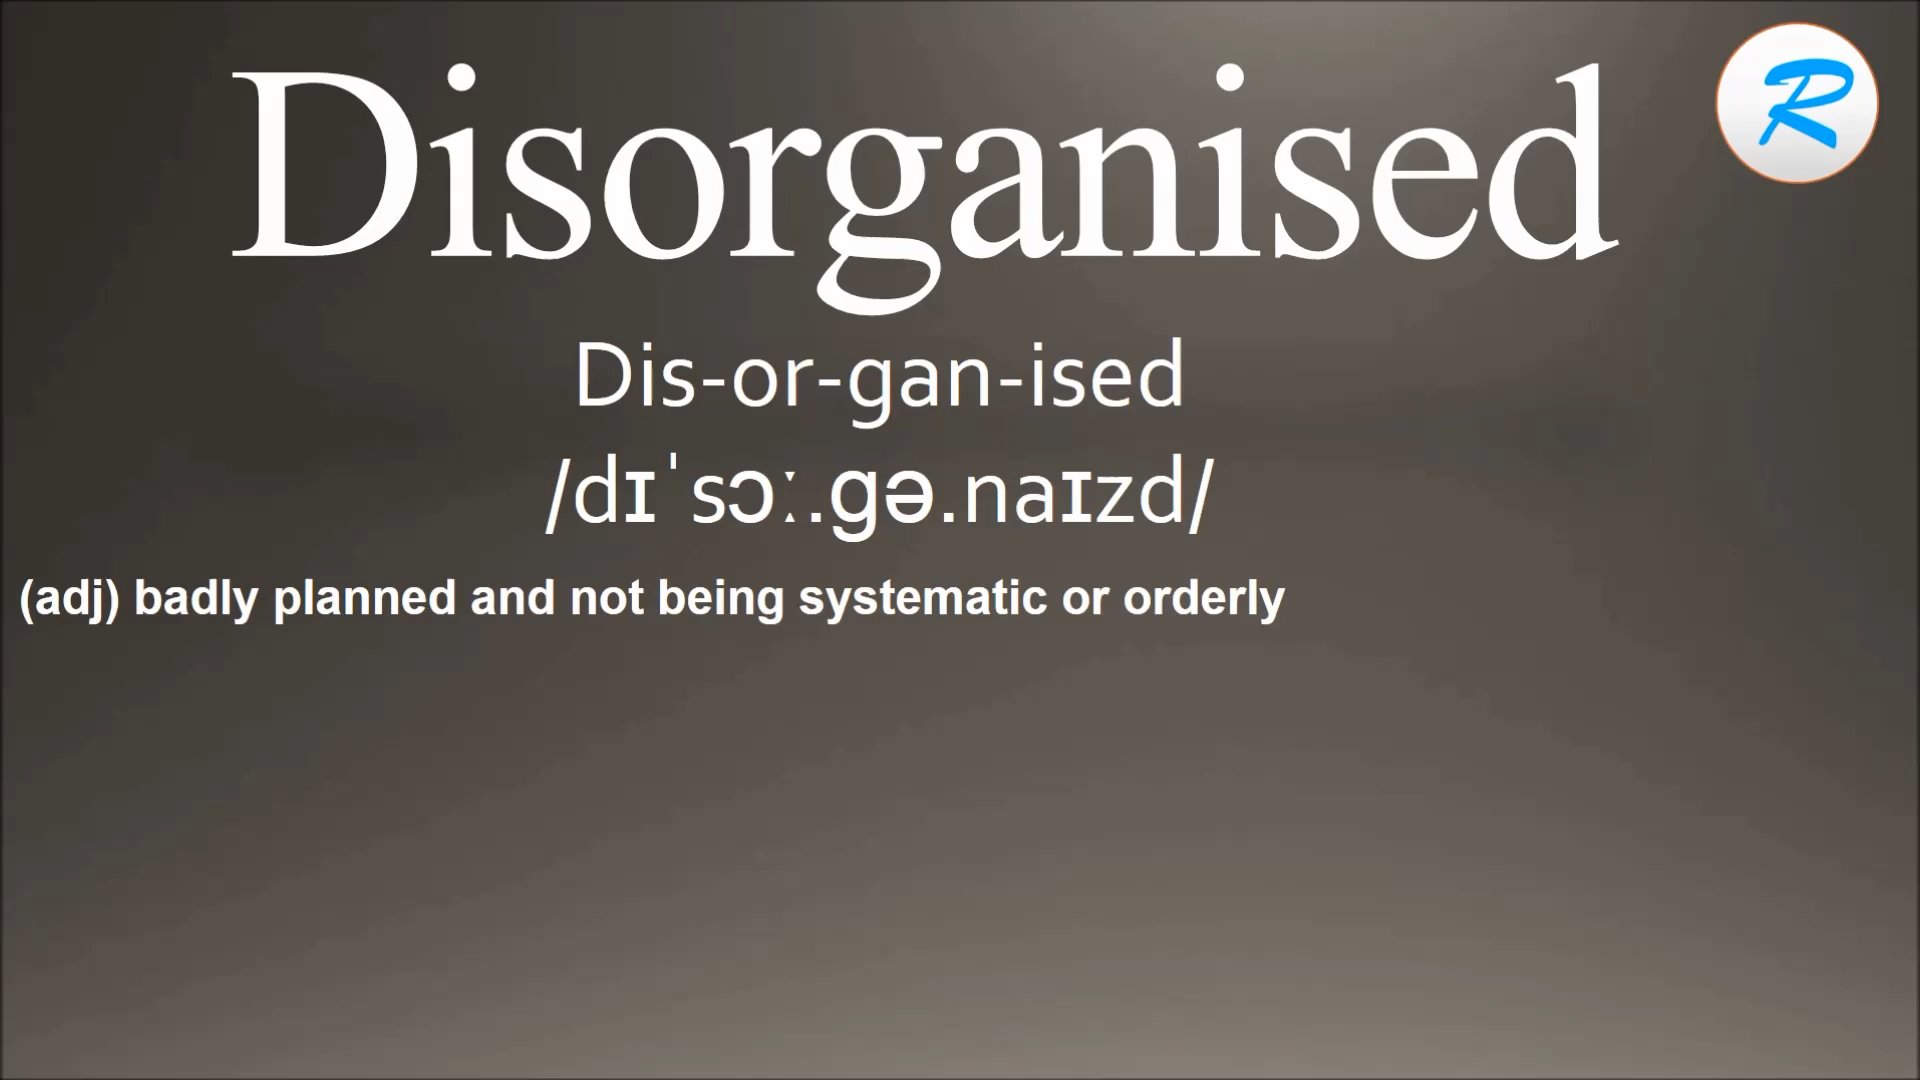 Disorganised
R
Dis-or-gan-ised
/dɪˈsɔː.ɡə.naɪzd/
(adj) badly planned and not being systematic or orderly